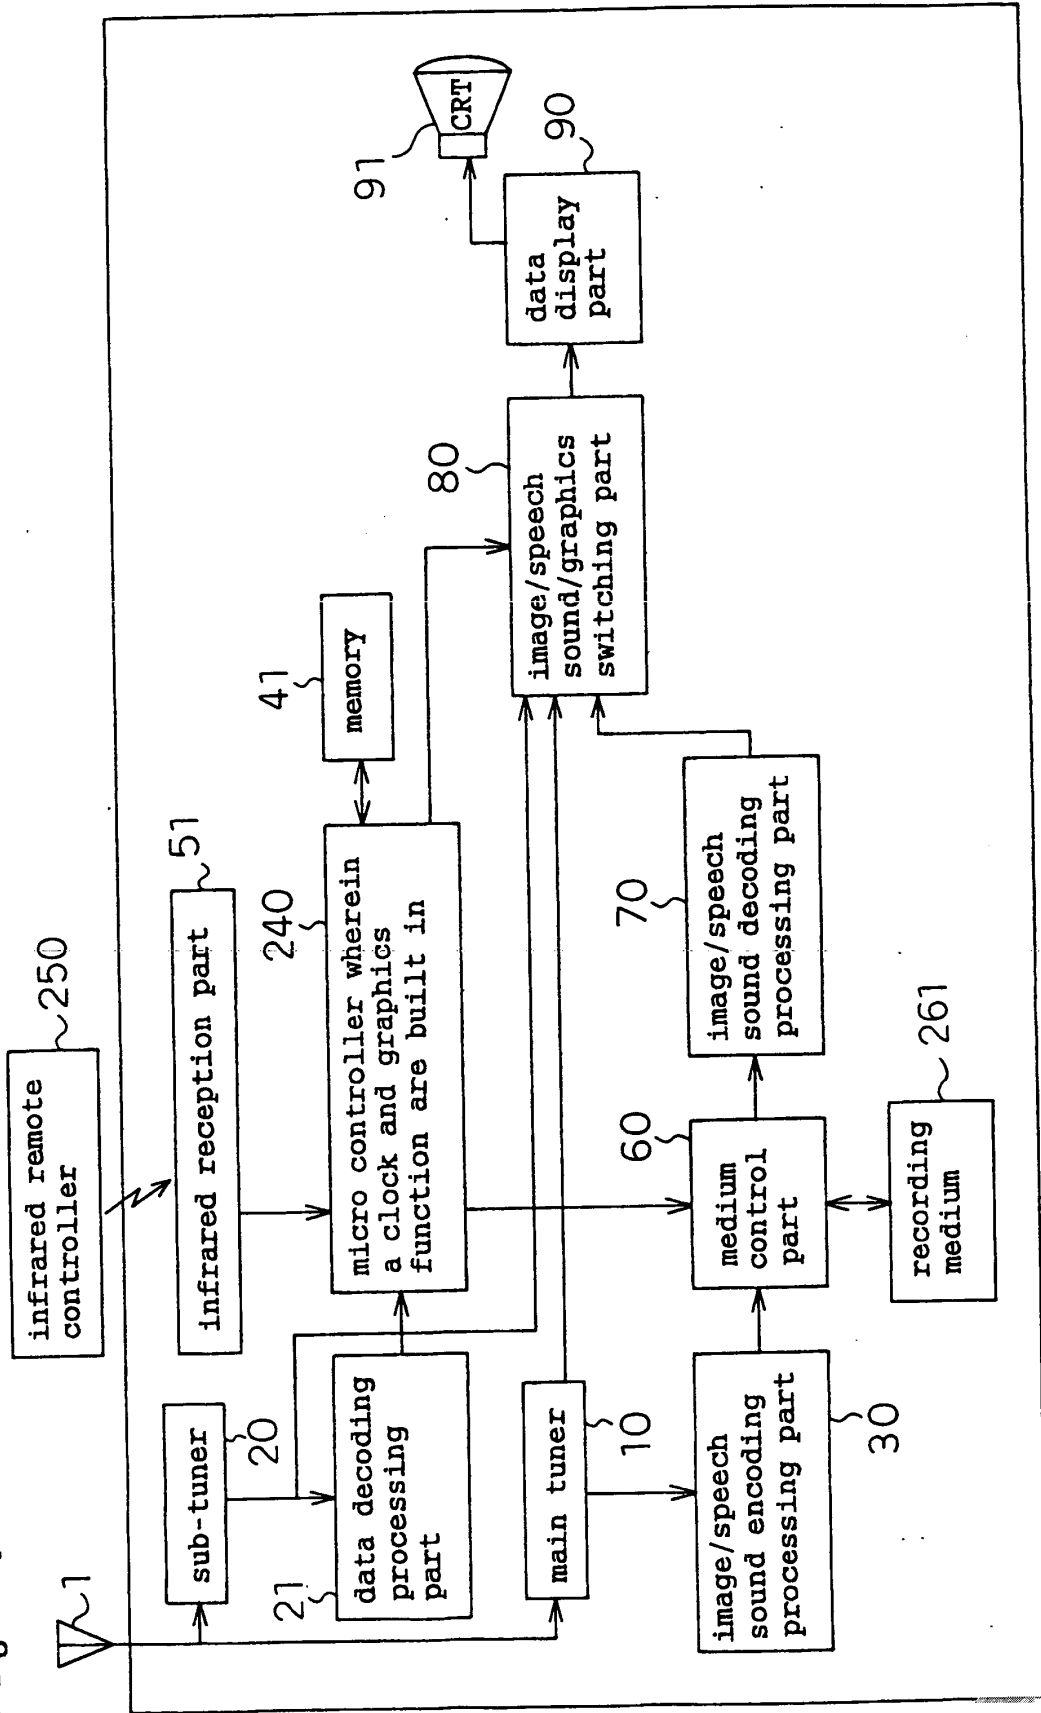 infrared remote
controller
250
1
sub-tuner
20
infrared reception part
51
21
data decoding
processing
part
micro controller wherein
a clock and graphics
function are built in
240
memory
41
main tuner
10
image/speech
sound/graphics
switching part
80
data
display
part
90
CRT
91
image/speech
sound encoding
processing part
30
medium
control
part
60
image/speech
sound decoding
processing part
70
recording
medium
261